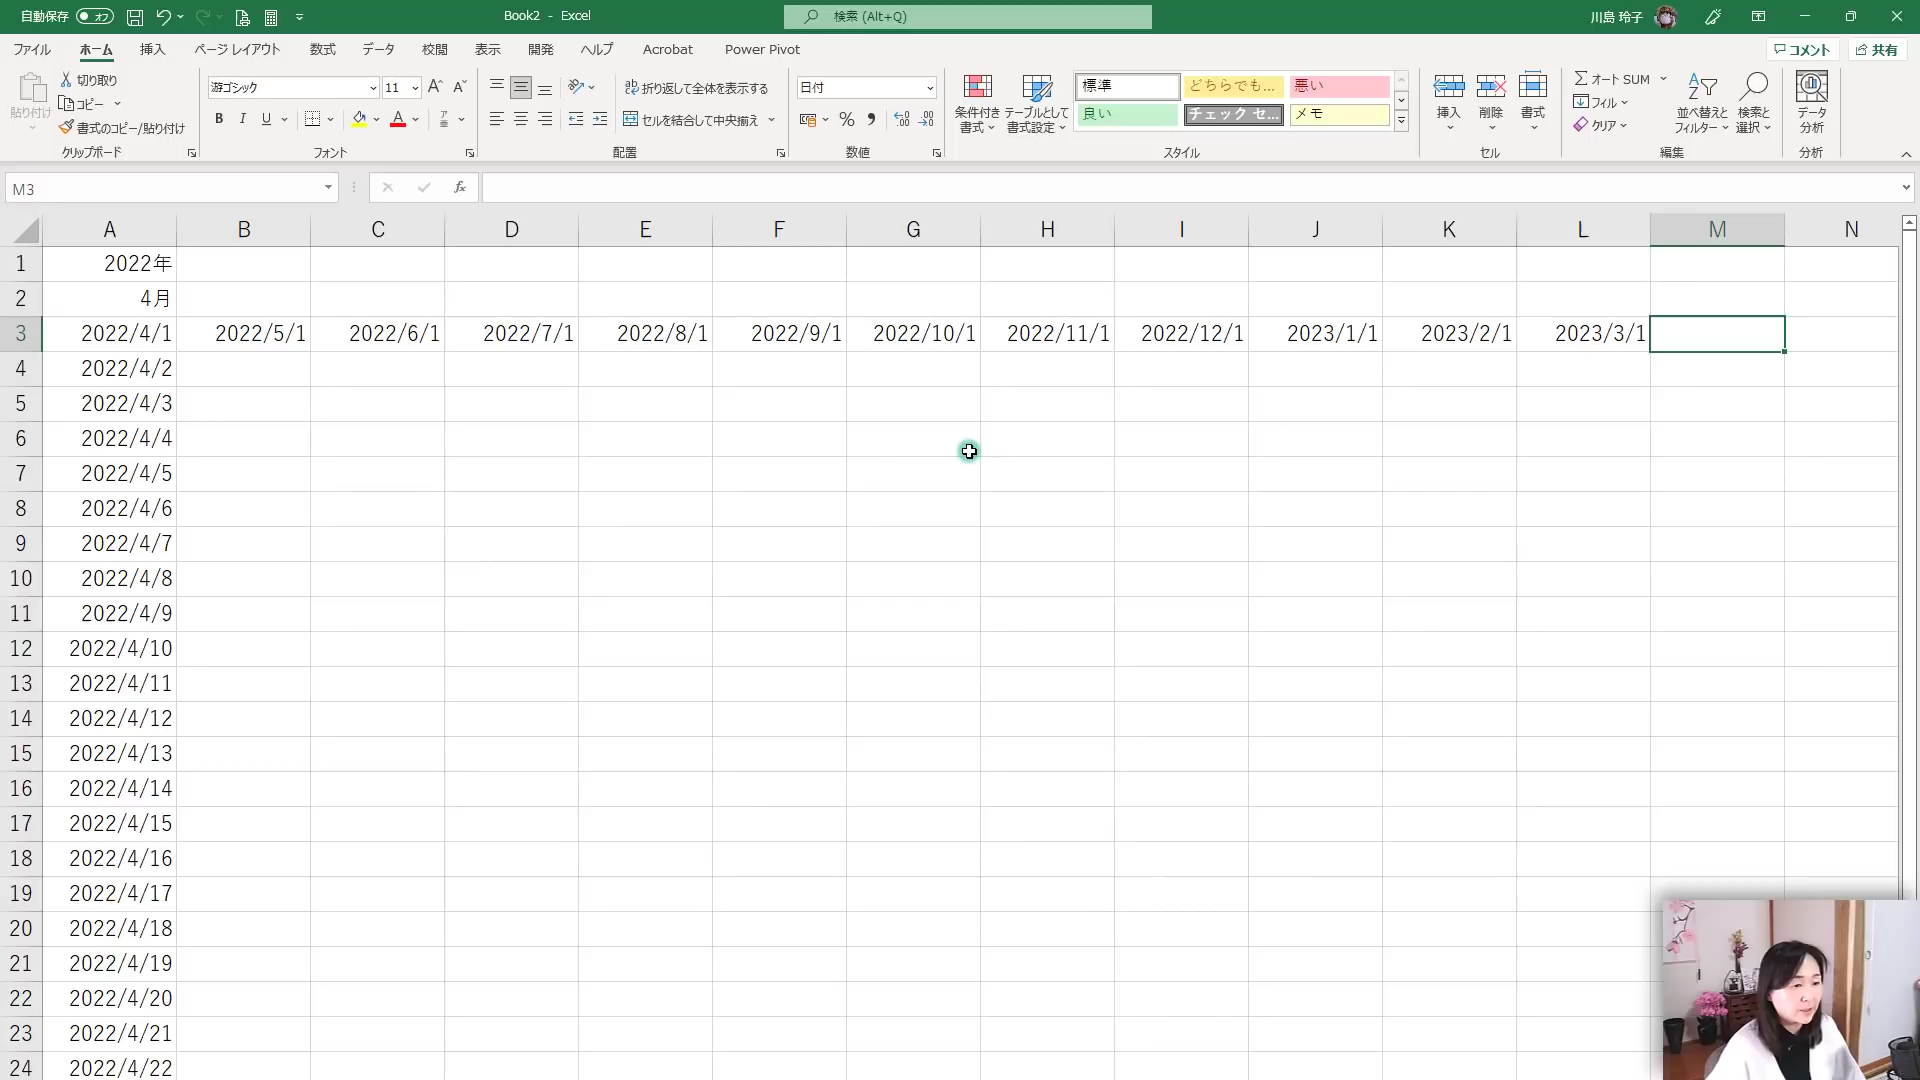 自動保存 オフ Book2 - Excel 検索 (Alt+Q) 川島 玲子
ファイル ホーム 挿入 ページ レイアウト 数式 データ 校閲 表示 開発 ヘルプ Acrobat Power Pivot コメント 共有
貼り付け 切り取り コピー 書式のコピー/貼り付け クリップボード
游ゴシック 11 B I U フォント
折り返して全体を表示する セルを結合して中央揃え 配置
日付 % 数値
条件付き書式 テーブルとして書式設定 標準 どちらでも... 悪い 良い チェック セ... メモ スタイル
挿入 削除 書式 セル
オート SUM フィル クリア 並べ替えとフィルター 検索と選択 編集
データ分析 分析
M3 fx
A B C D E F G H I J K L M N
1 2022年
2 4月
3 2022/4/1 2022/5/1 2022/6/1 2022/7/1 2022/8/1 2022/9/1 2022/10/1 2022/11/1 2022/12/1 2023/1/1 2023/2/1 2023/3/1
4 2022/4/2
5 2022/4/3
6 2022/4/4
7 2022/4/5
8 2022/4/6
9 2022/4/7
10 2022/4/8
11 2022/4/9
12 2022/4/10
13 2022/4/11
14 2022/4/12
15 2022/4/13
16 2022/4/14
17 2022/4/15
18 2022/4/16
19 2022/4/17
20 2022/4/18
21 2022/4/19
22 2022/4/20
23 2022/4/21
24 2022/4/22